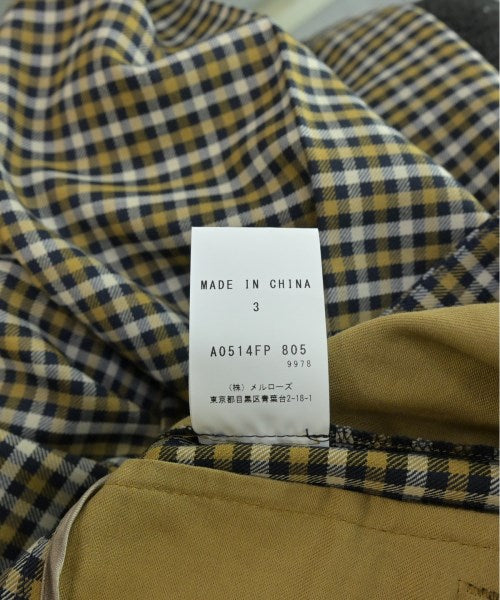 MADE IN CHINA
3
A0514FP 805
9978
(株) メルローズ
東京都目黒区青葉台2-18-1